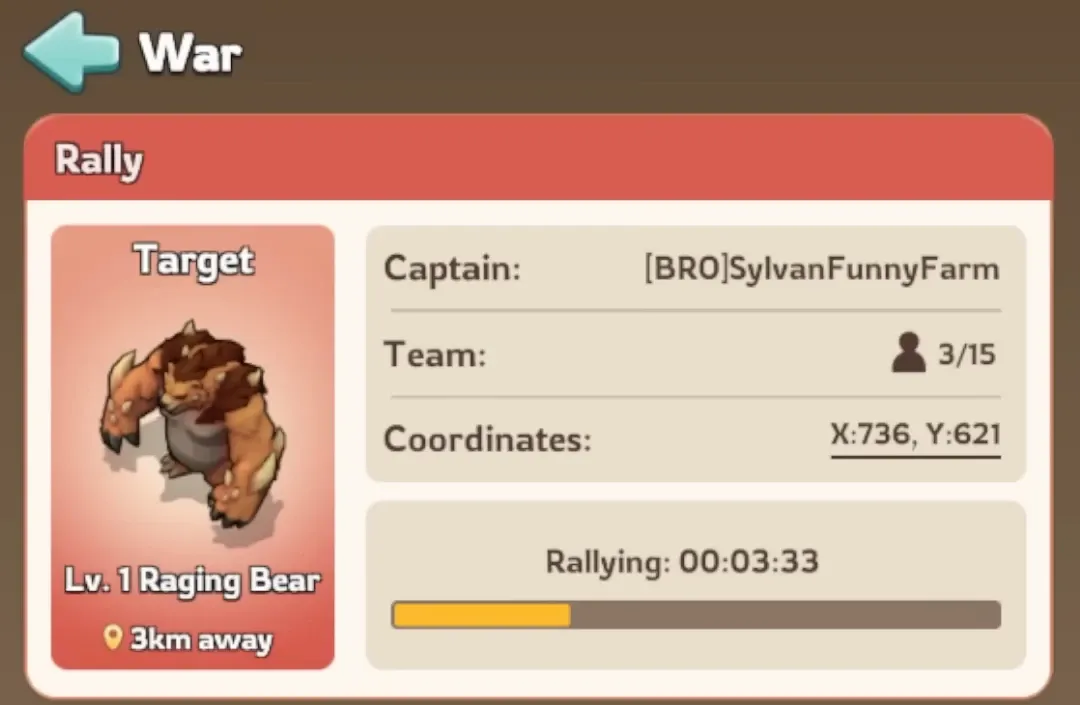 War
Rally
Target
Lv. 1 Raging Bear
3km away
Captain: [BRO]SylvanFunnyFarm
Team: 3/15
Coordinates: X:736, Y:621
Rallying: 00:03:33